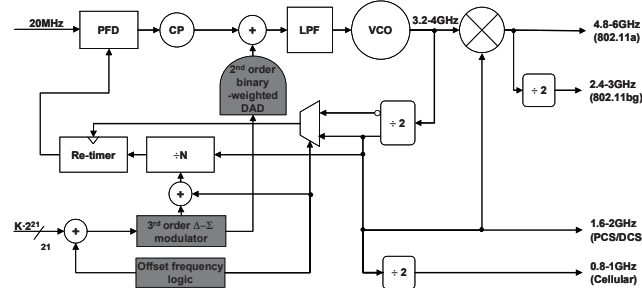 20MHz
PFD
CP
+
LPF
VCO
3.2-4GHz
4.8-6GHz
(802.11a)
2nd order
binary
-weighted
DAD
÷ 2
2.4-3GHz
(802.11bg)
÷ 2
Re-timer
÷N
+
K·2^21
21
+
3rd order Δ–Σ
modulator
1.6-2GHz
(PCS/DCS
Offset frequency
logic
÷ 2
0.8-1GHz
(Cellular)